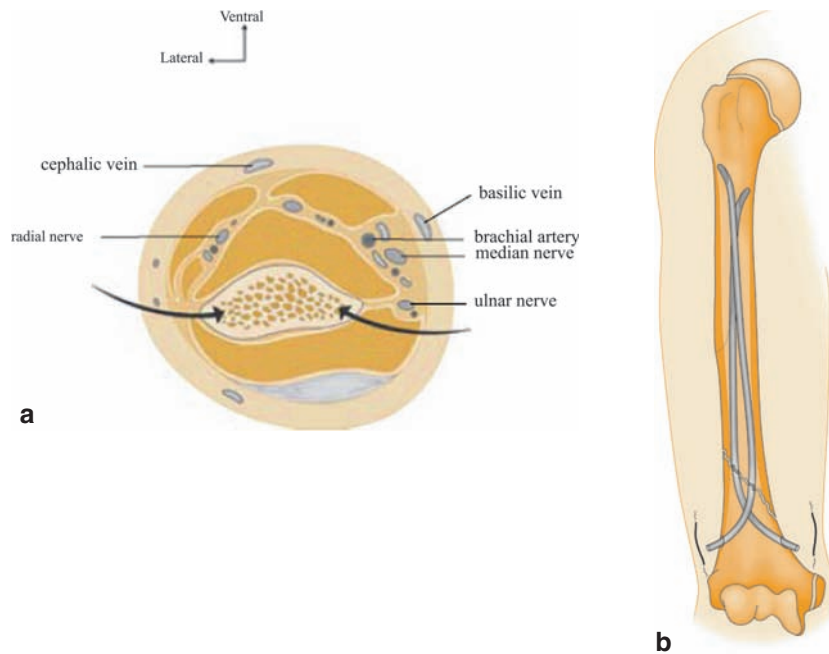 Ventral
Lateral
cephalic vein
basilic vein
radial nerve
brachial artery
median nerve
ulnar nerve
a
b